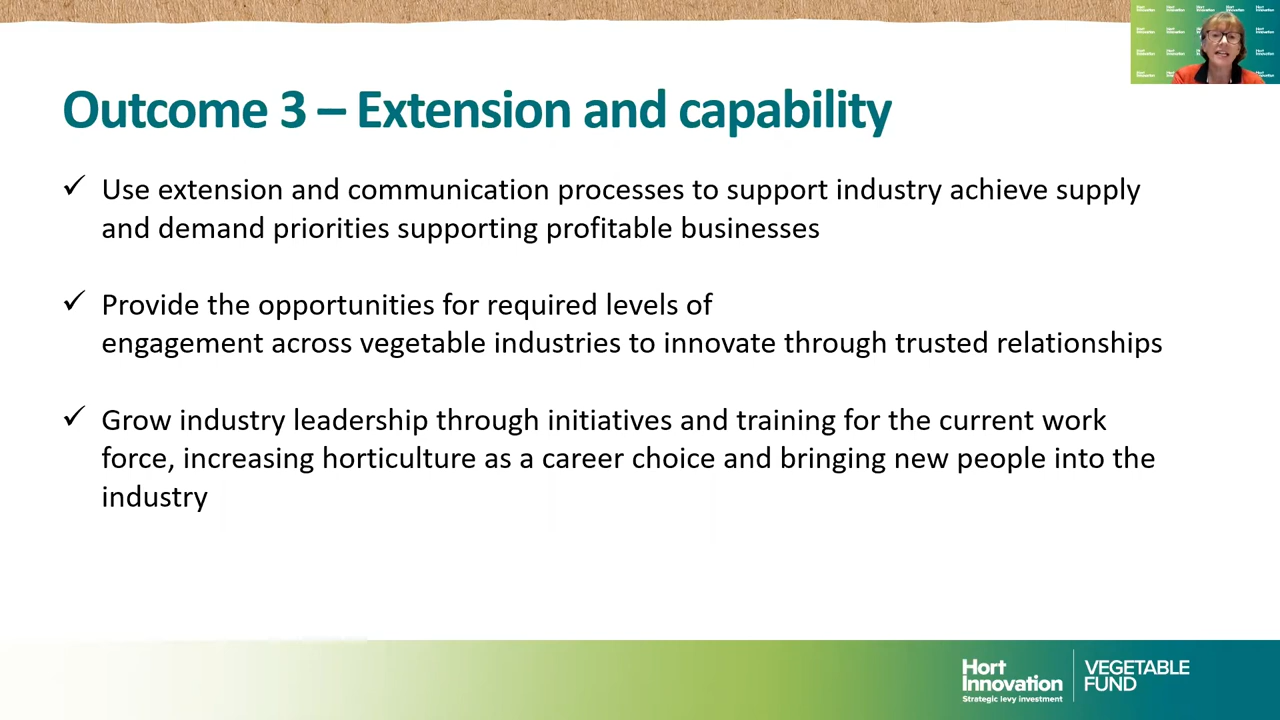 Outcome 3 – Extension and capability
✓ Use extension and communication processes to support industry achieve supply
and demand priorities supporting profitable businesses
✓ Provide the opportunities for required levels of
engagement across vegetable industries to innovate through trusted relationships
✓ Grow industry leadership through initiatives and training for the current work
force, increasing horticulture as a career choice and bringing new people into the
industry
Hort
Innovation
Strategic levy investment
VEGETABLE
FUND